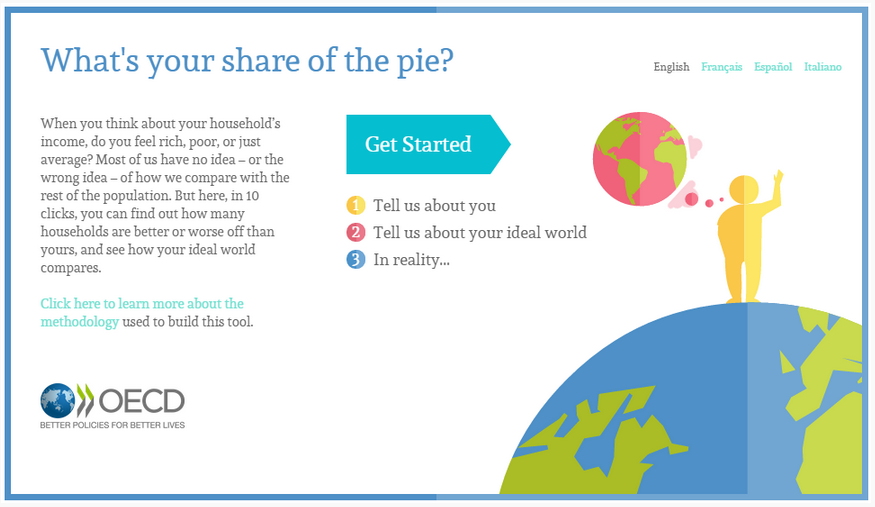 What's your share of the pie?
English Français Español Italiano
When you think about your household's
income, do you feel rich, poor, or just
average? Most of us have no idea – or the
wrong idea – of how we compare with the
rest of the population. But here, in 10
clicks, you can find out how many
households are better or worse off than
yours, and see how your ideal world
compares.
Click here to learn more about the
methodology used to build this tool.
Get Started
1 Tell us about you
2 Tell us about your ideal world
3 In reality...
OECD
BETTER POLICIES FOR BETTER LIVES